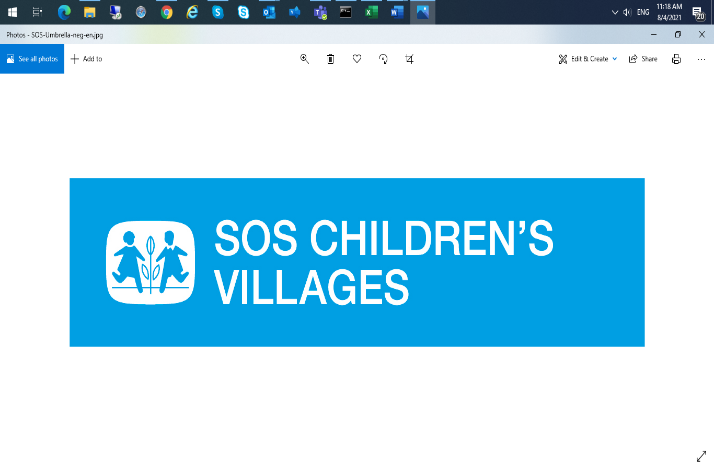 ENG
11:18 AM
8/4/2021
20
Photos - SOS-Umbrella-neg-en.jpg
See all photos
Add to
Edit & Create
Share
SOS CHILDREN'S
VILLAGES